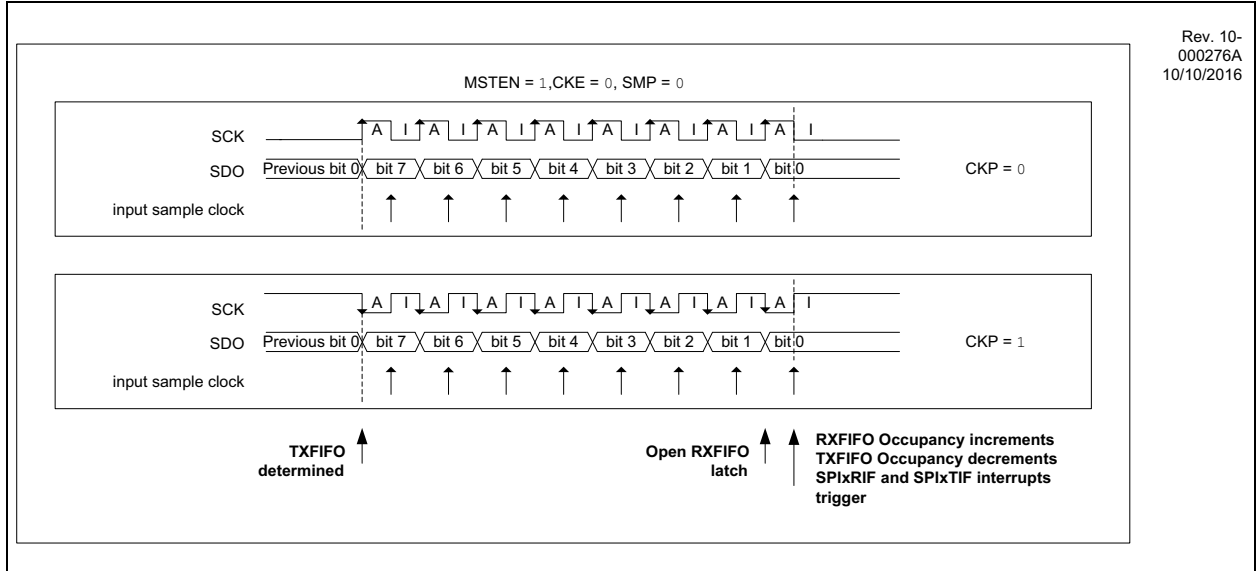 Rev. 10-
000276A
10/10/2016
MSTEN = 1,CKE = 0, SMP = 0
SCK A I A I A I A I A I A I A I A I
SDO Previous bit 0 bit 7 bit 6 bit 5 bit 4 bit 3 bit 2 bit 1 bit 0 CKP = 0
input sample clock
SCK A I A I A I A I A I A I A I A I
SDO Previous bit 0 bit 7 bit 6 bit 5 bit 4 bit 3 bit 2 bit 1 bit 0 CKP = 1
input sample clock
TXFIFO
determined
Open RXFIFO
latch
RXFIFO Occupancy increments
TXFIFO Occupancy decrements
SPIxRIF and SPIxTIF interrupts
trigger